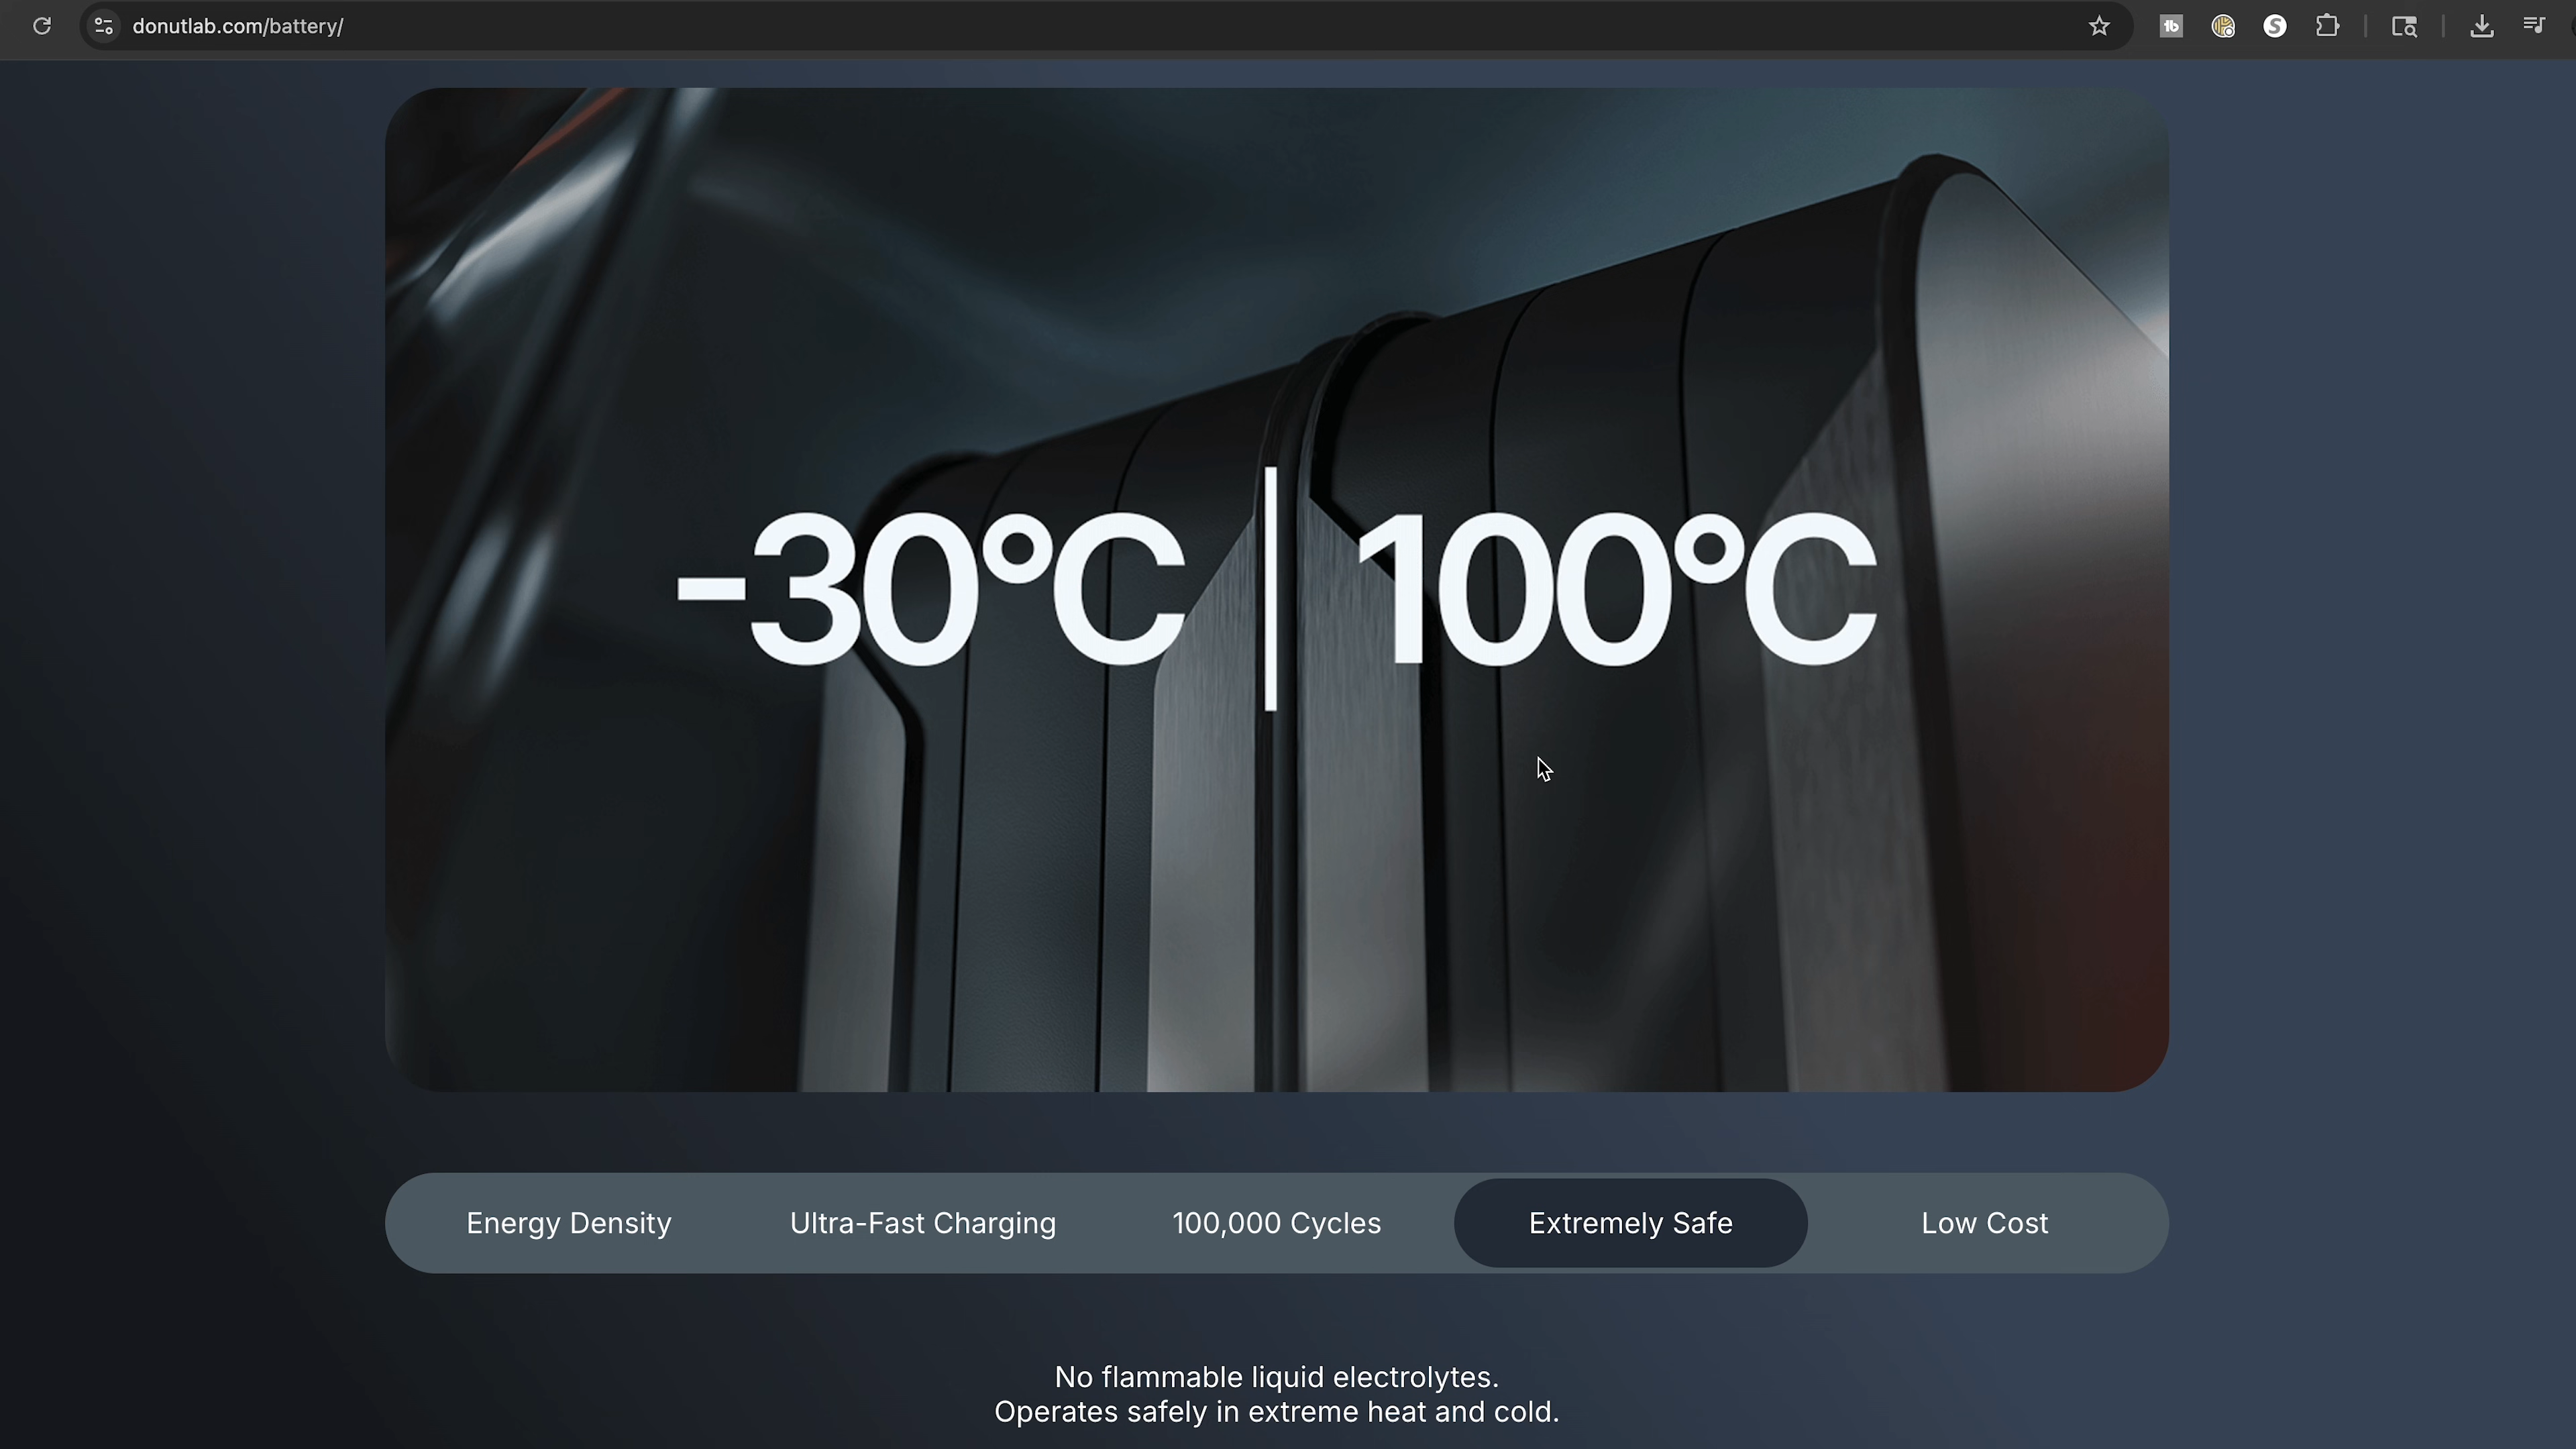 donutlab.com/battery/
-30°C | 100°C
Energy Density
Ultra-Fast Charging
100,000 Cycles
Extremely Safe
Low Cost
No flammable liquid electrolytes.
Operates safely in extreme heat and cold.